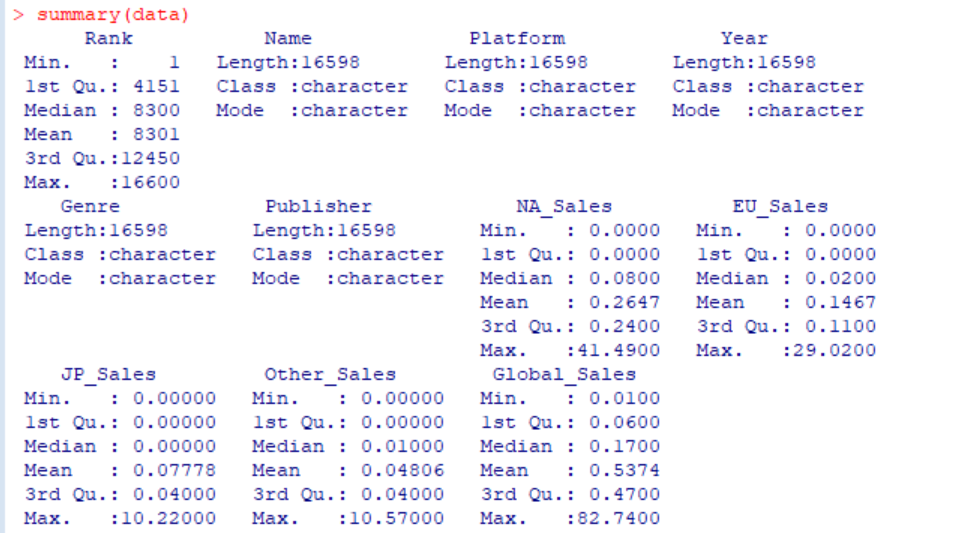 > summary(data)
      Rank           Name             Platform             Year
 Min.   :    1   Length:16598       Length:16598       Length:16598
 1st Qu.: 4151   Class :character   Class :character   Class :character
 Median : 8300   Mode  :character   Mode  :character   Mode  :character
 Mean   : 8301
 3rd Qu.:12450
 Max.   :16600
    Genre            Publisher            NA_Sales          EU_Sales
 Length:16598       Length:16598       Min.   : 0.0000   Min.   : 0.0000
 Class :character   Class :character   1st Qu.: 0.0000   1st Qu.: 0.0000
 Mode  :character   Mode  :character   Median : 0.0800   Median : 0.0200
                                       Mean   : 0.2647   Mean   : 0.1467
                                       3rd Qu.: 0.2400   3rd Qu.: 0.1100
                                       Max.   :41.4900   Max.   :29.0200
    JP_Sales         Other_Sales        Global_Sales
 Min.   : 0.00000   Min.   : 0.00000   Min.   : 0.0100
 1st Qu.: 0.00000   1st Qu.: 0.00000   1st Qu.: 0.0600
 Median : 0.00000   Median : 0.01000   Median : 0.1700
 Mean   : 0.07778   Mean   : 0.04806   Mean   : 0.5374
 3rd Qu.: 0.04000   3rd Qu.: 0.04000   3rd Qu.: 0.4700
 Max.   :10.22000   Max.   :10.57000   Max.   :82.7400